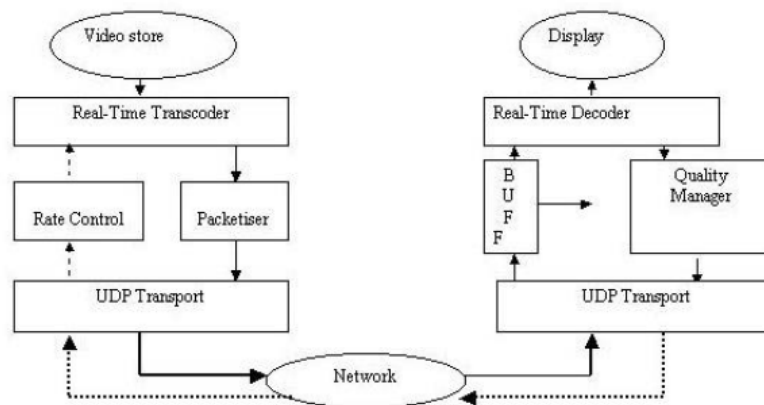 Video store
Display
Real-Time Transcoder
Real-Time Decoder
Rate Control
Packetiser
B
U
F
F
Quality
Manager
UDP Transport
UDP Transport
Network